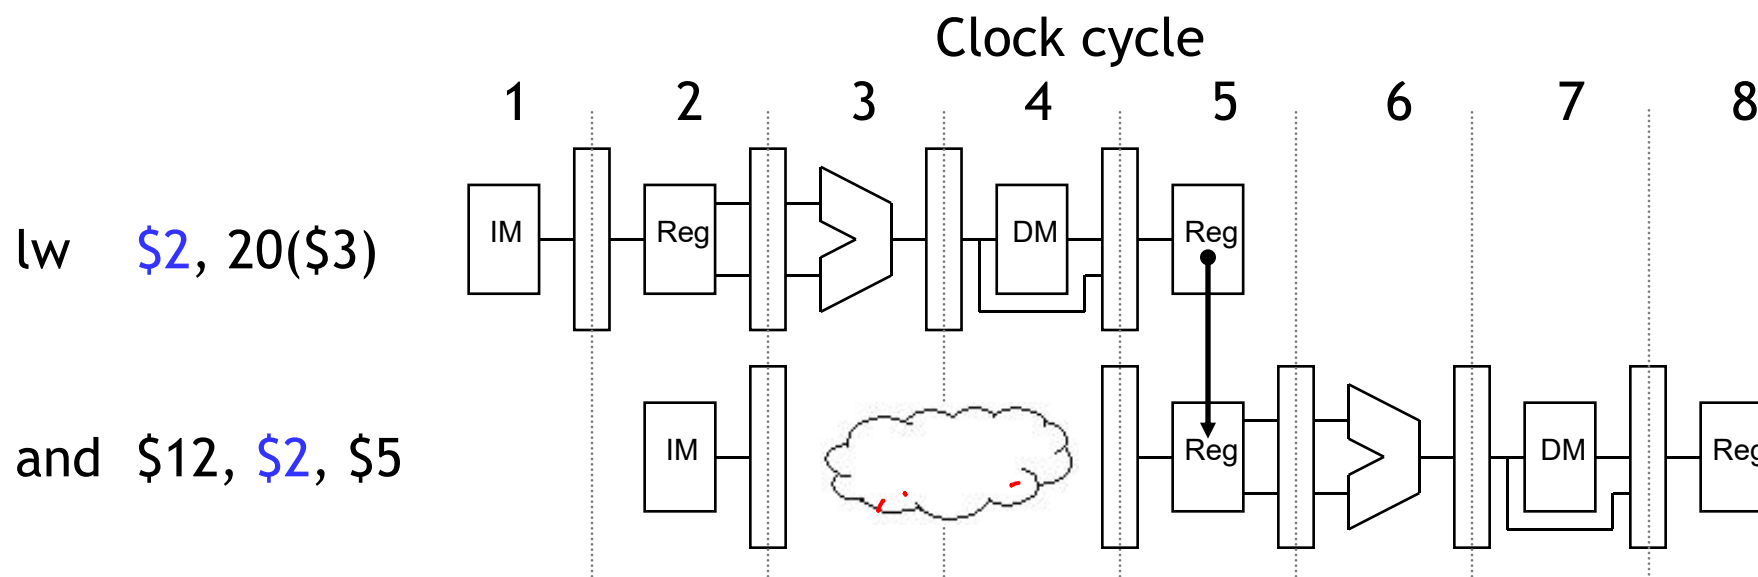 Clock cycle
1 2 3 4 5 6 7 8
lw $2, 20($3)
IM Reg DM Reg
and $12, $2, $5
IM Reg DM Reg